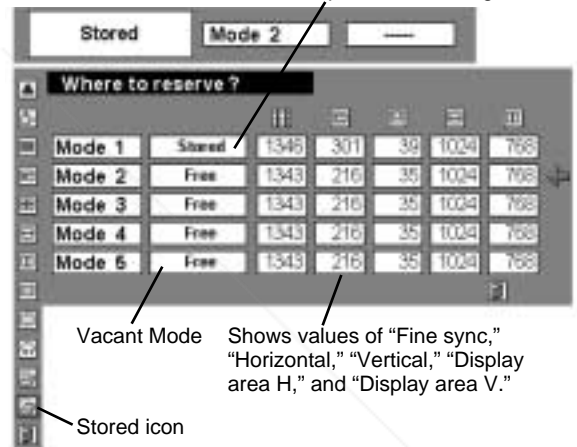 Stored Mode 2 -----
Where to reserve ?
Mode 1 Stored 1346 301 39 1024 768
Mode 2 Free 1343 216 35 1024 768
Mode 3 Free 1343 216 35 1024 768
Mode 4 Free 1343 216 35 1024 768
Mode 5 Free 1343 216 35 1024 768
Vacant Mode
Shows values of “Fine sync,”
“Horizontal,” “Vertical,” “Display
area H,” and “Display area V.”
Stored icon